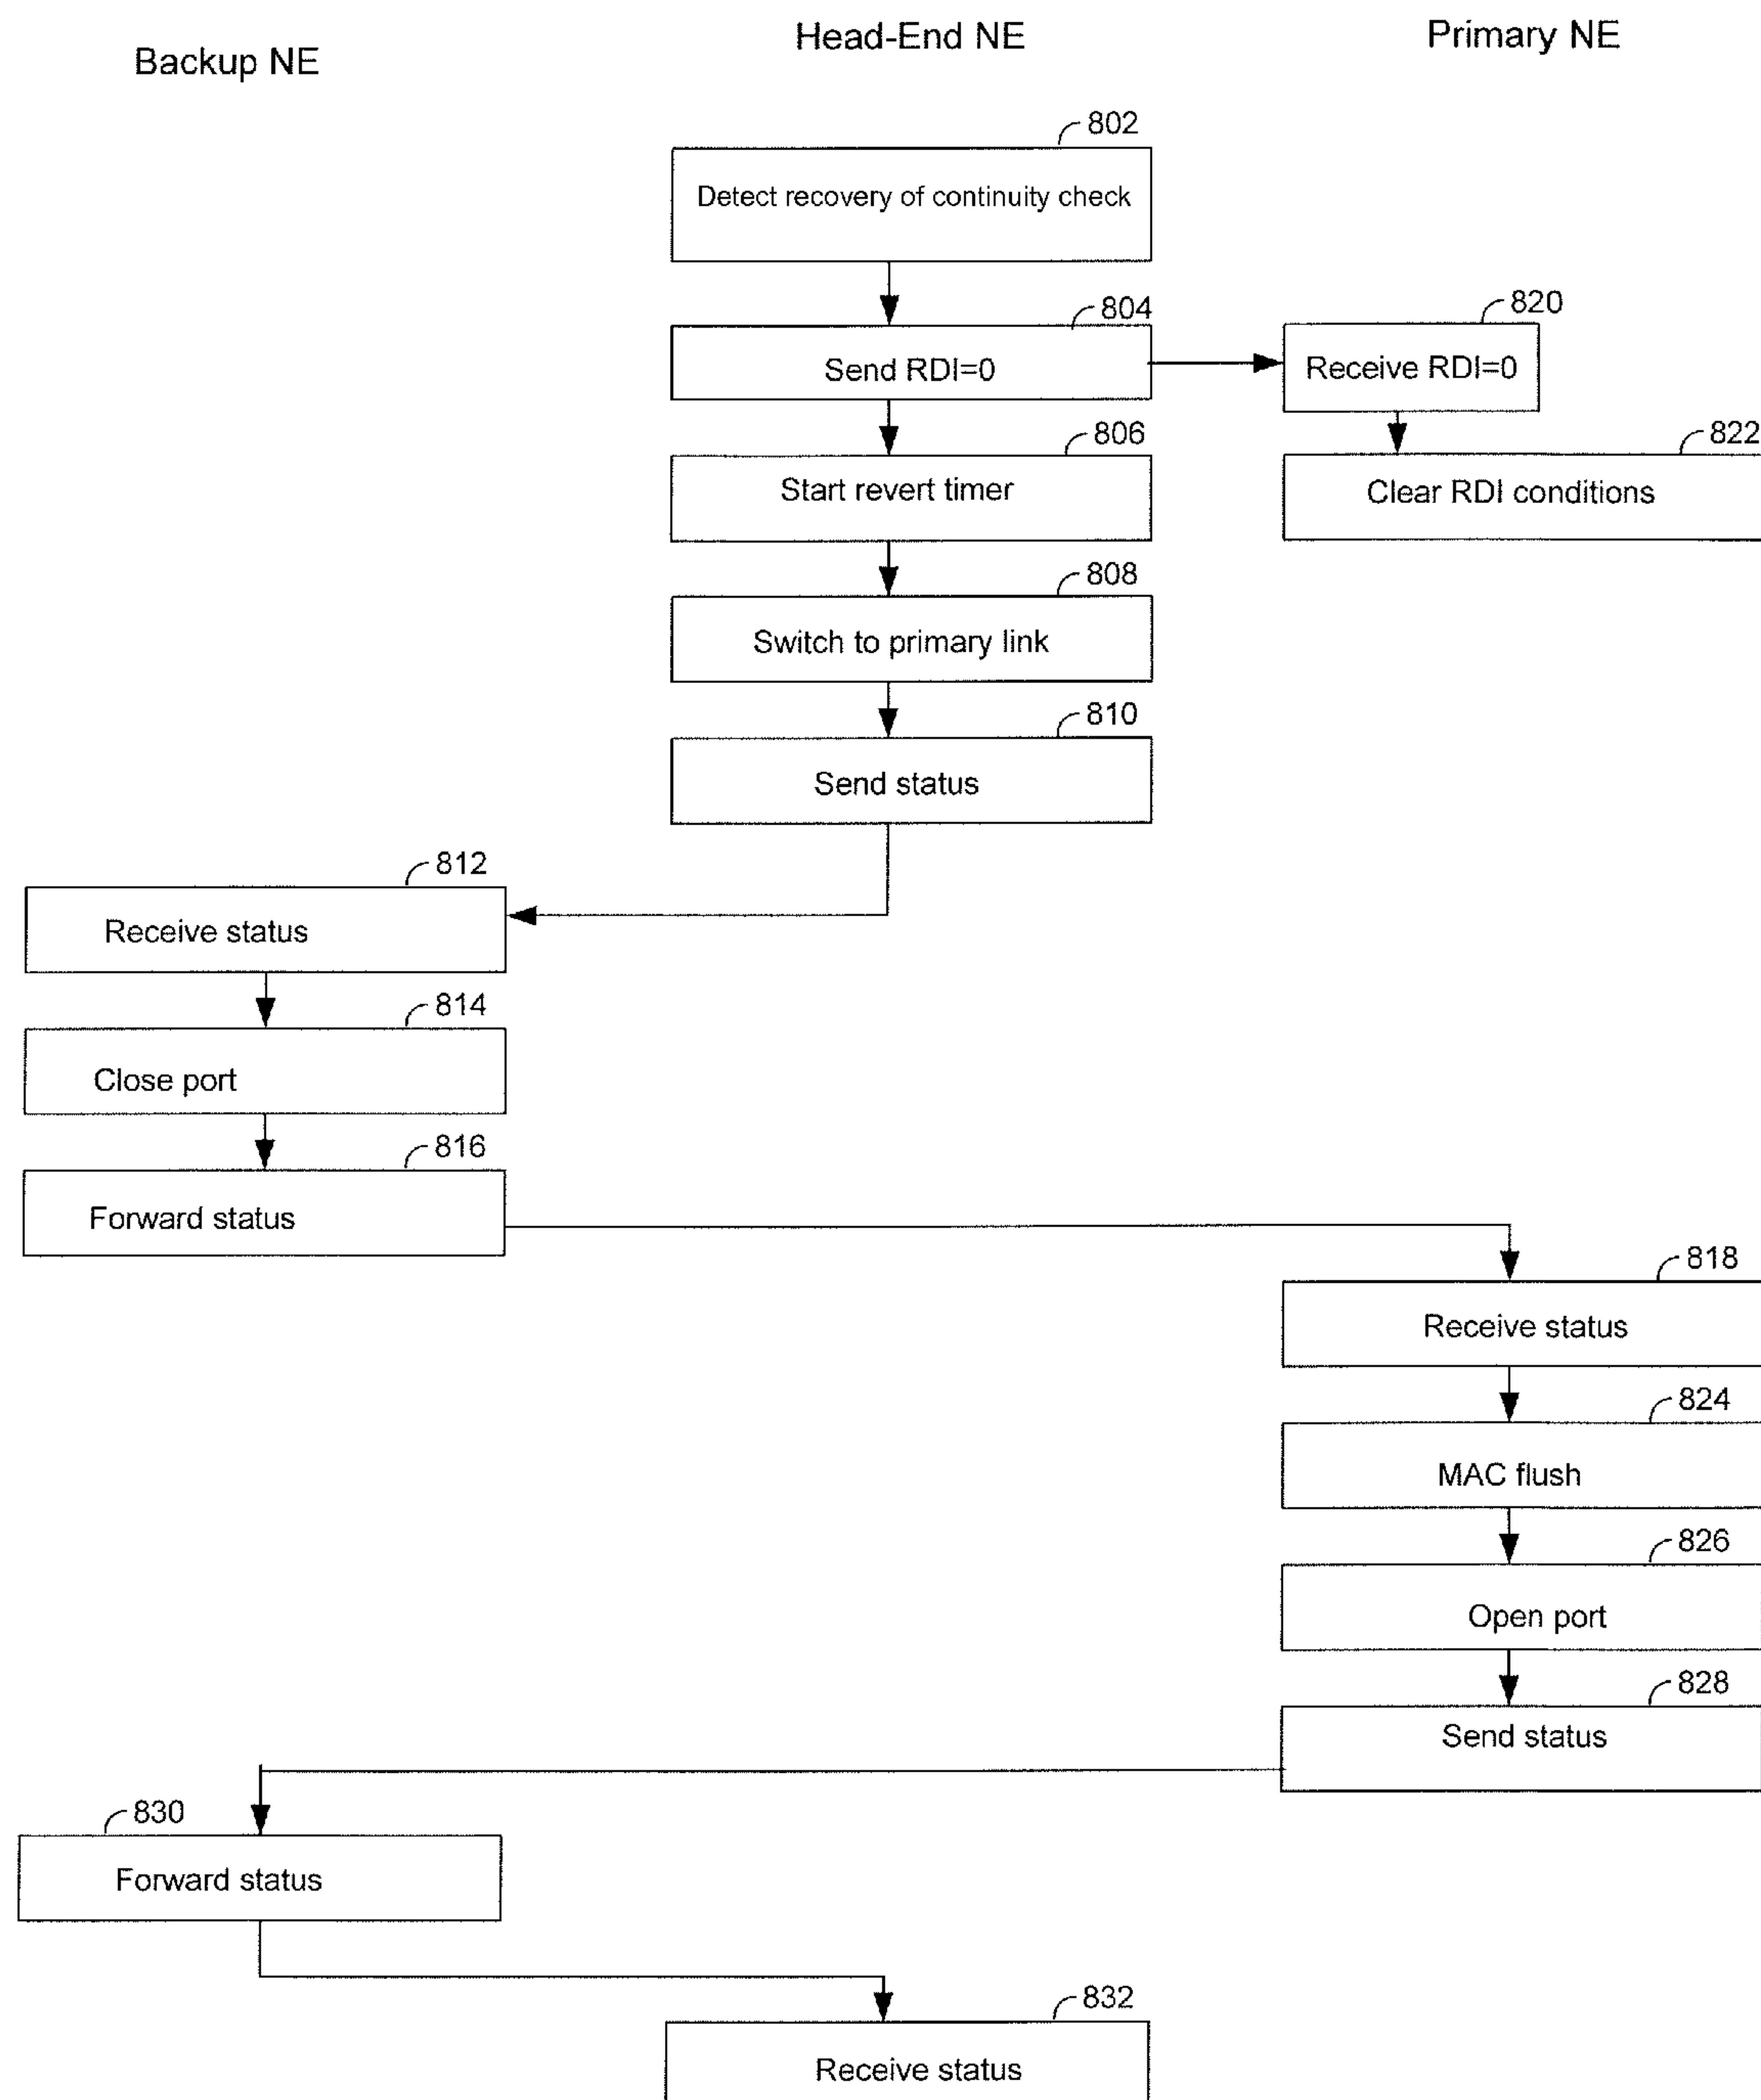 Backup NE
Head-End NE
Primary NE
802
Detect recovery of continuity check
804
Send RDI=0
820
Receive RDI=0
806
Start revert timer
822
Clear RDI conditions
808
Switch to primary link
810
Send status
812
Receive status
814
Close port
816
Forward status
818
Receive status
824
MAC flush
826
Open port
828
Send status
830
Forward status
832
Receive status